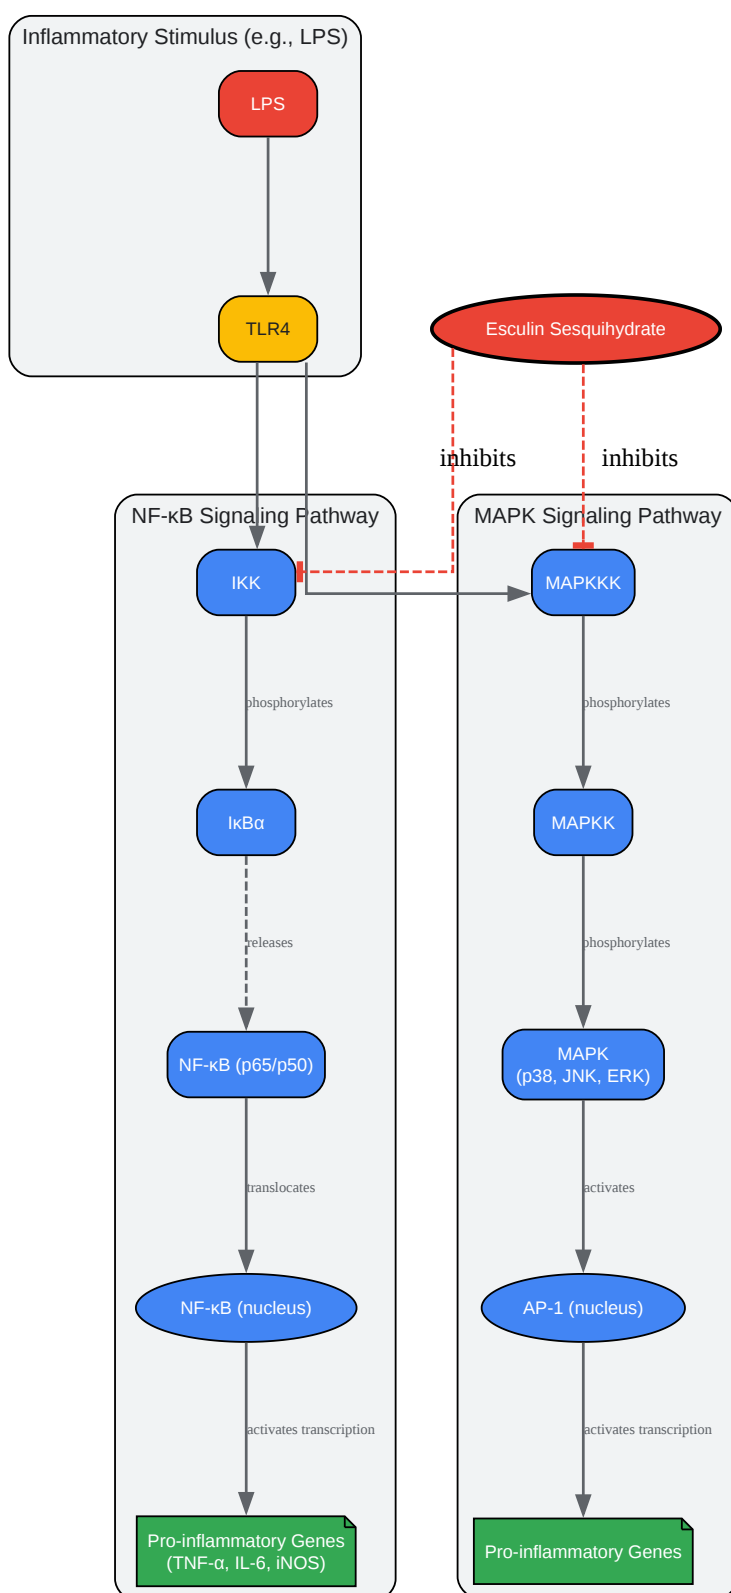 Inflammatory Stimulus (e.g., LPS)
LPS
TLR4
Esculin Sesquihydrate
inhibits
inhibits
NF-κB Signaling Pathway
MAPK Signaling Pathway
IKK
MAPKKK
phosphorylates
phosphorylates
IκBα
MAPKK
releases
phosphorylates
NF-κB (p65/p50)
MAPK
(p38, JNK, ERK)
translocates
activates
NF-κB (nucleus)
AP-1 (nucleus)
activates transcription
activates transcription
Pro-inflammatory Genes
(TNF-α, IL-6, iNOS)
Pro-inflammatory Genes